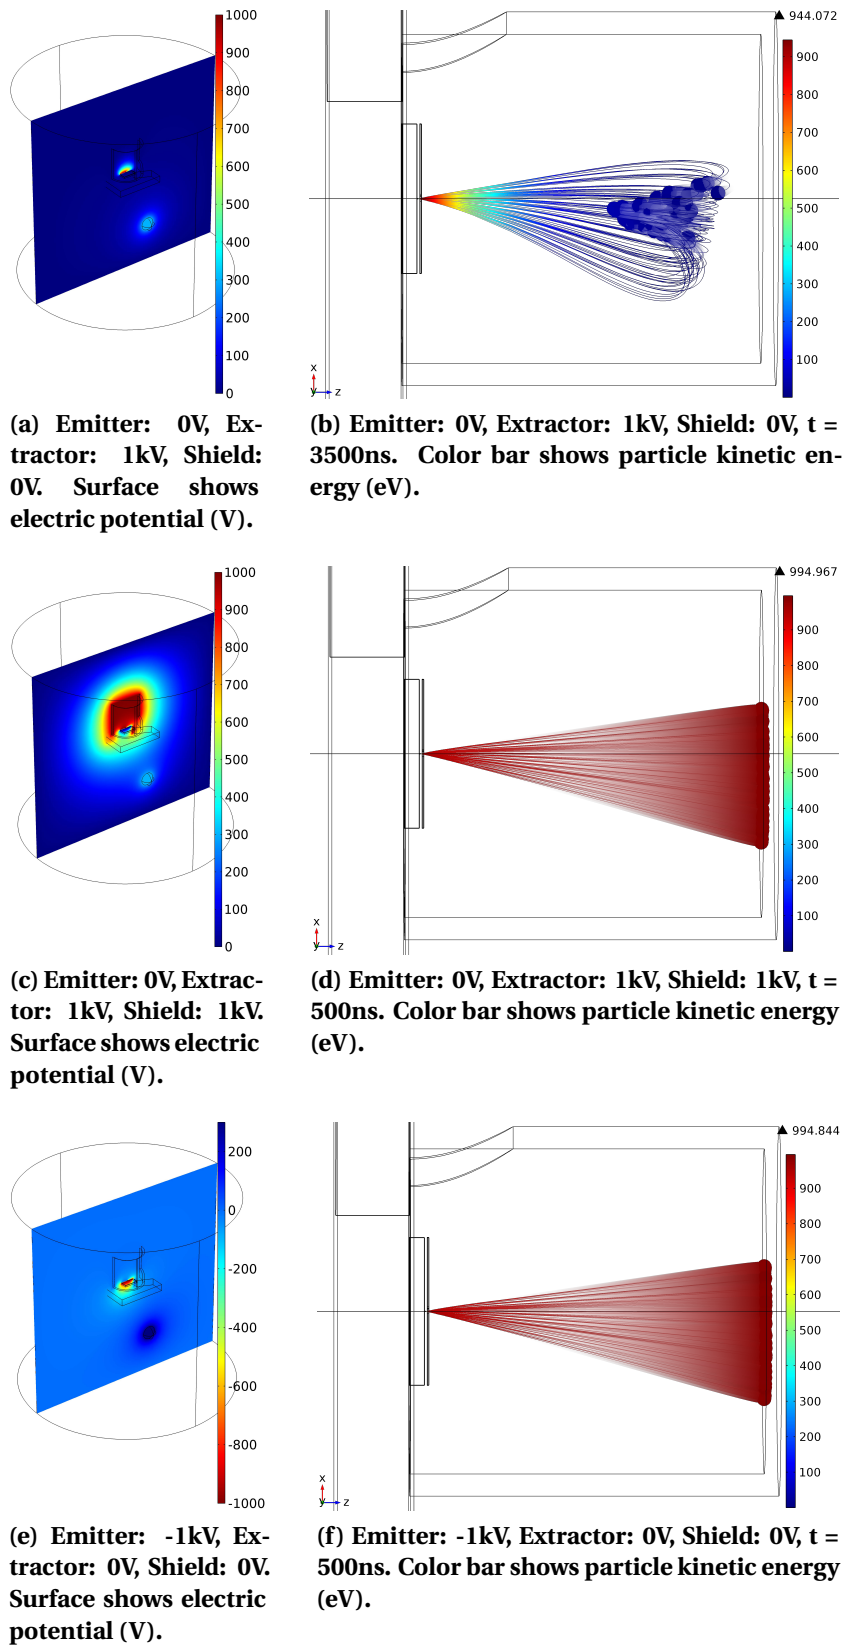 1000
900
800
700
600
500
400
300
200
100
0
944.072
900
800
700
600
500
400
300
200
100
x
y
z
(a) Emitter: 0V, Ex-
tractor: 1kV, Shield:
0V. Surface shows
electric potential (V).
(b) Emitter: 0V, Extractor: 1kV, Shield: 0V, t =
3500ns. Color bar shows particle kinetic en-
ergy (eV).
1000
900
800
700
600
500
400
300
200
100
0
994.967
900
800
700
600
500
400
300
200
100
x
y
z
(c) Emitter: 0V, Extrac-
tor: 1kV, Shield: 1kV.
Surface shows electric
potential (V).
(d) Emitter: 0V, Extractor: 1kV, Shield: 1kV, t =
500ns. Color bar shows particle kinetic energy
(eV).
200
0
-200
-400
-600
-800
-1000
994.844
900
800
700
600
500
400
300
200
100
x
y
z
(e) Emitter: -1kV, Ex-
tractor: 0V, Shield: 0V.
Surface shows electric
potential (V).
(f) Emitter: -1kV, Extractor: 0V, Shield: 0V, t =
500ns. Color bar shows particle kinetic energy
(eV).